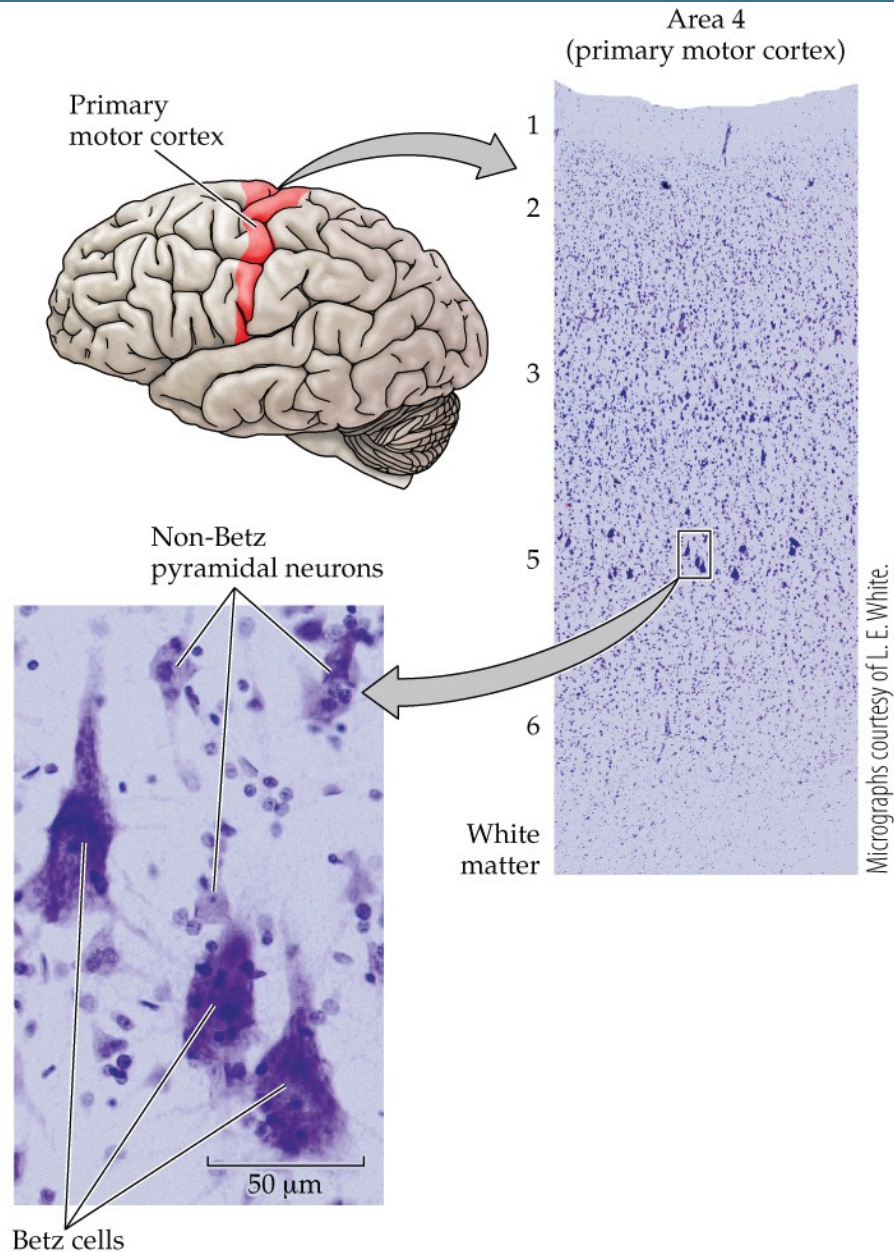 Area 4
(primary motor cortex)
Primary
motor cortex
1
2
3
5
6
White
matter
Non-Betz
pyramidal neurons
50 µm
Betz cells
Micrographs courtesy of L. E. White.